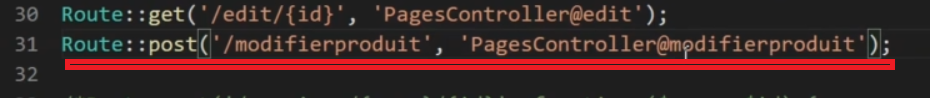 30 Route::get('/edit/{id}', 'PagesController@edit');
31 Route::post('/modifierproduit', 'PagesController@modifierproduit');
32